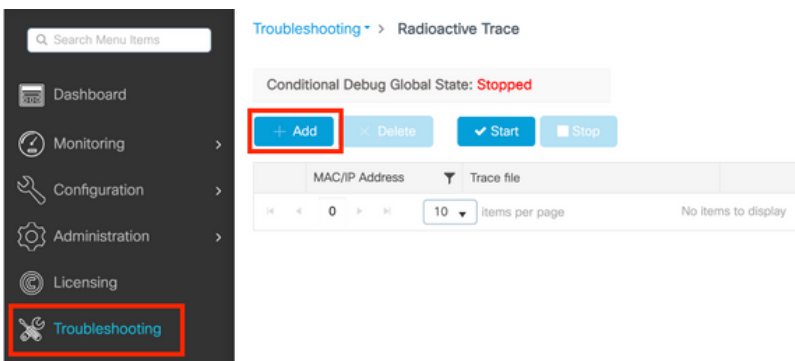 Search Menu Items
Dashboard
Monitoring
Configuration
Administration
Licensing
Troubleshooting
Troubleshooting > Radioactive Trace
Conditional Debug Global State: Stopped
+ Add × Delete ✔ Start Stop
MAC/IP Address Trace file
0 10 items per page No items to display